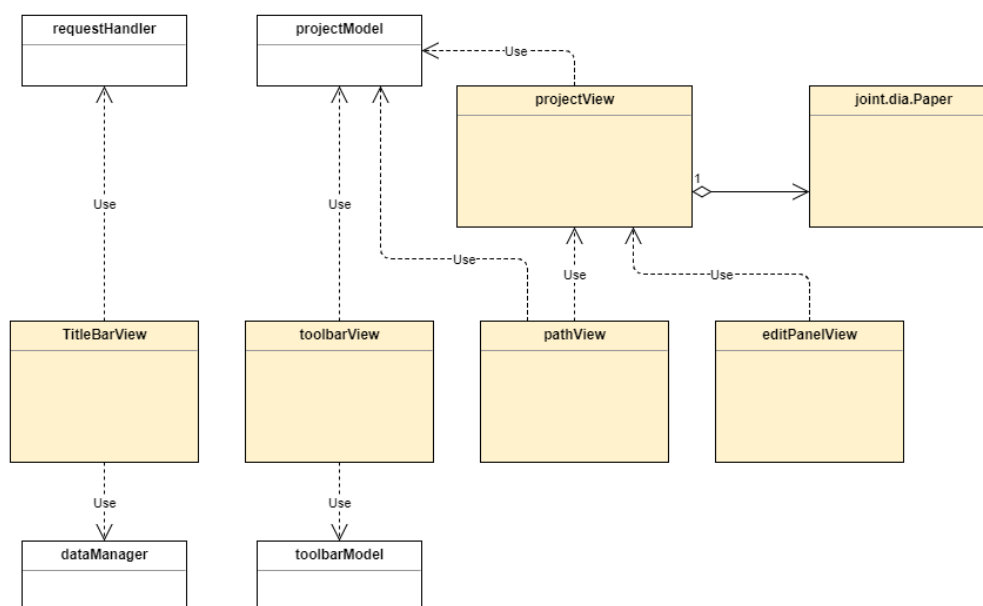 requestHandler
projectModel
Use
projectView
joint.dia.Paper
1
Use
Use
Use
Use
Use
TitleBarView
toolbarView
pathView
editPanelView
Use
Use
dataManager
toolbarModel